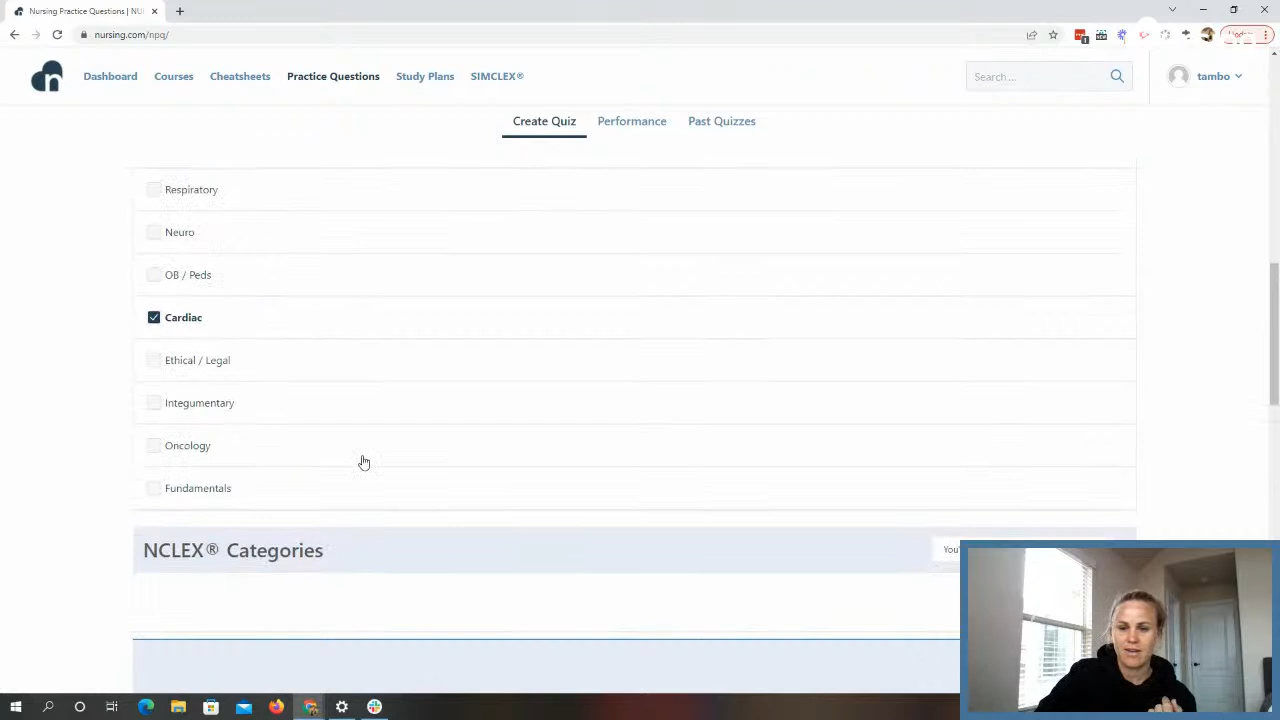 Nursing Practice Questions | NU
nursing.com/npq/
n
Dashboard Courses Cheatsheets Practice Questions Study Plans SIMCLEX® Search ... tambo
Create Quiz Performance Past Quizzes
Respiratory
Neuro
OB / Peds
Cardiac
Ethical / Legal
Integumentary
Oncology
Fundamentals
NCLEX® Categories